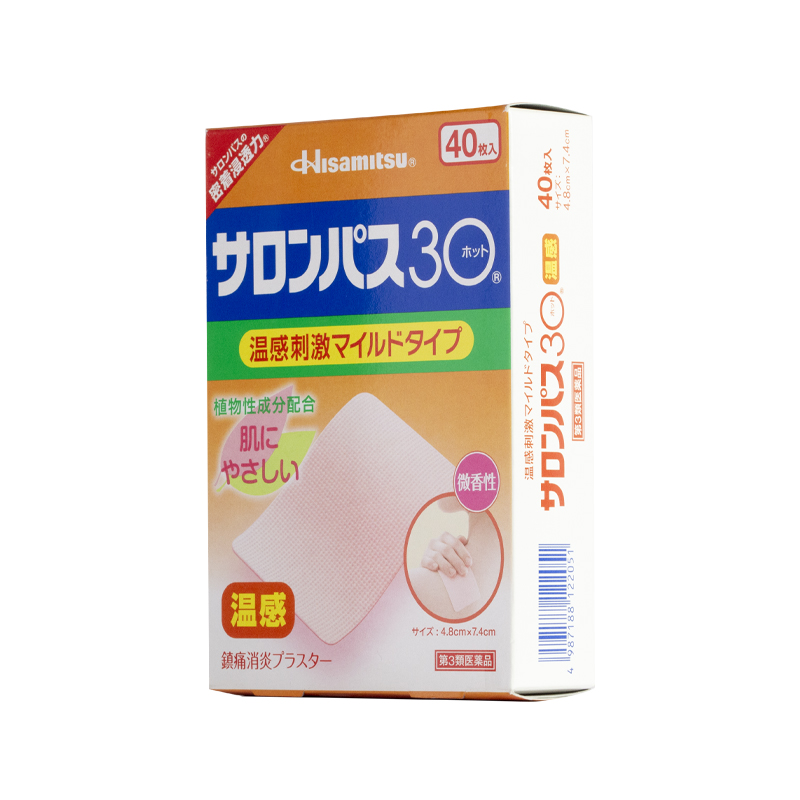 サロンパスの
密着浸透力®
Hisamitsu®
40枚入
サロンパス30®
ホット
温感刺激マイルドタイプ
植物性成分配合
肌に
やさしい
微香性
温感
サイズ：4.8cm×7.4cm
鎮痛消炎プラスター
第3類医薬品
40枚入
サイズ：
4.8cm×7.4cm
温感
温感刺激マイルドタイプ
サロンパス30®
ホット
第3類医薬品
4 987188 122051